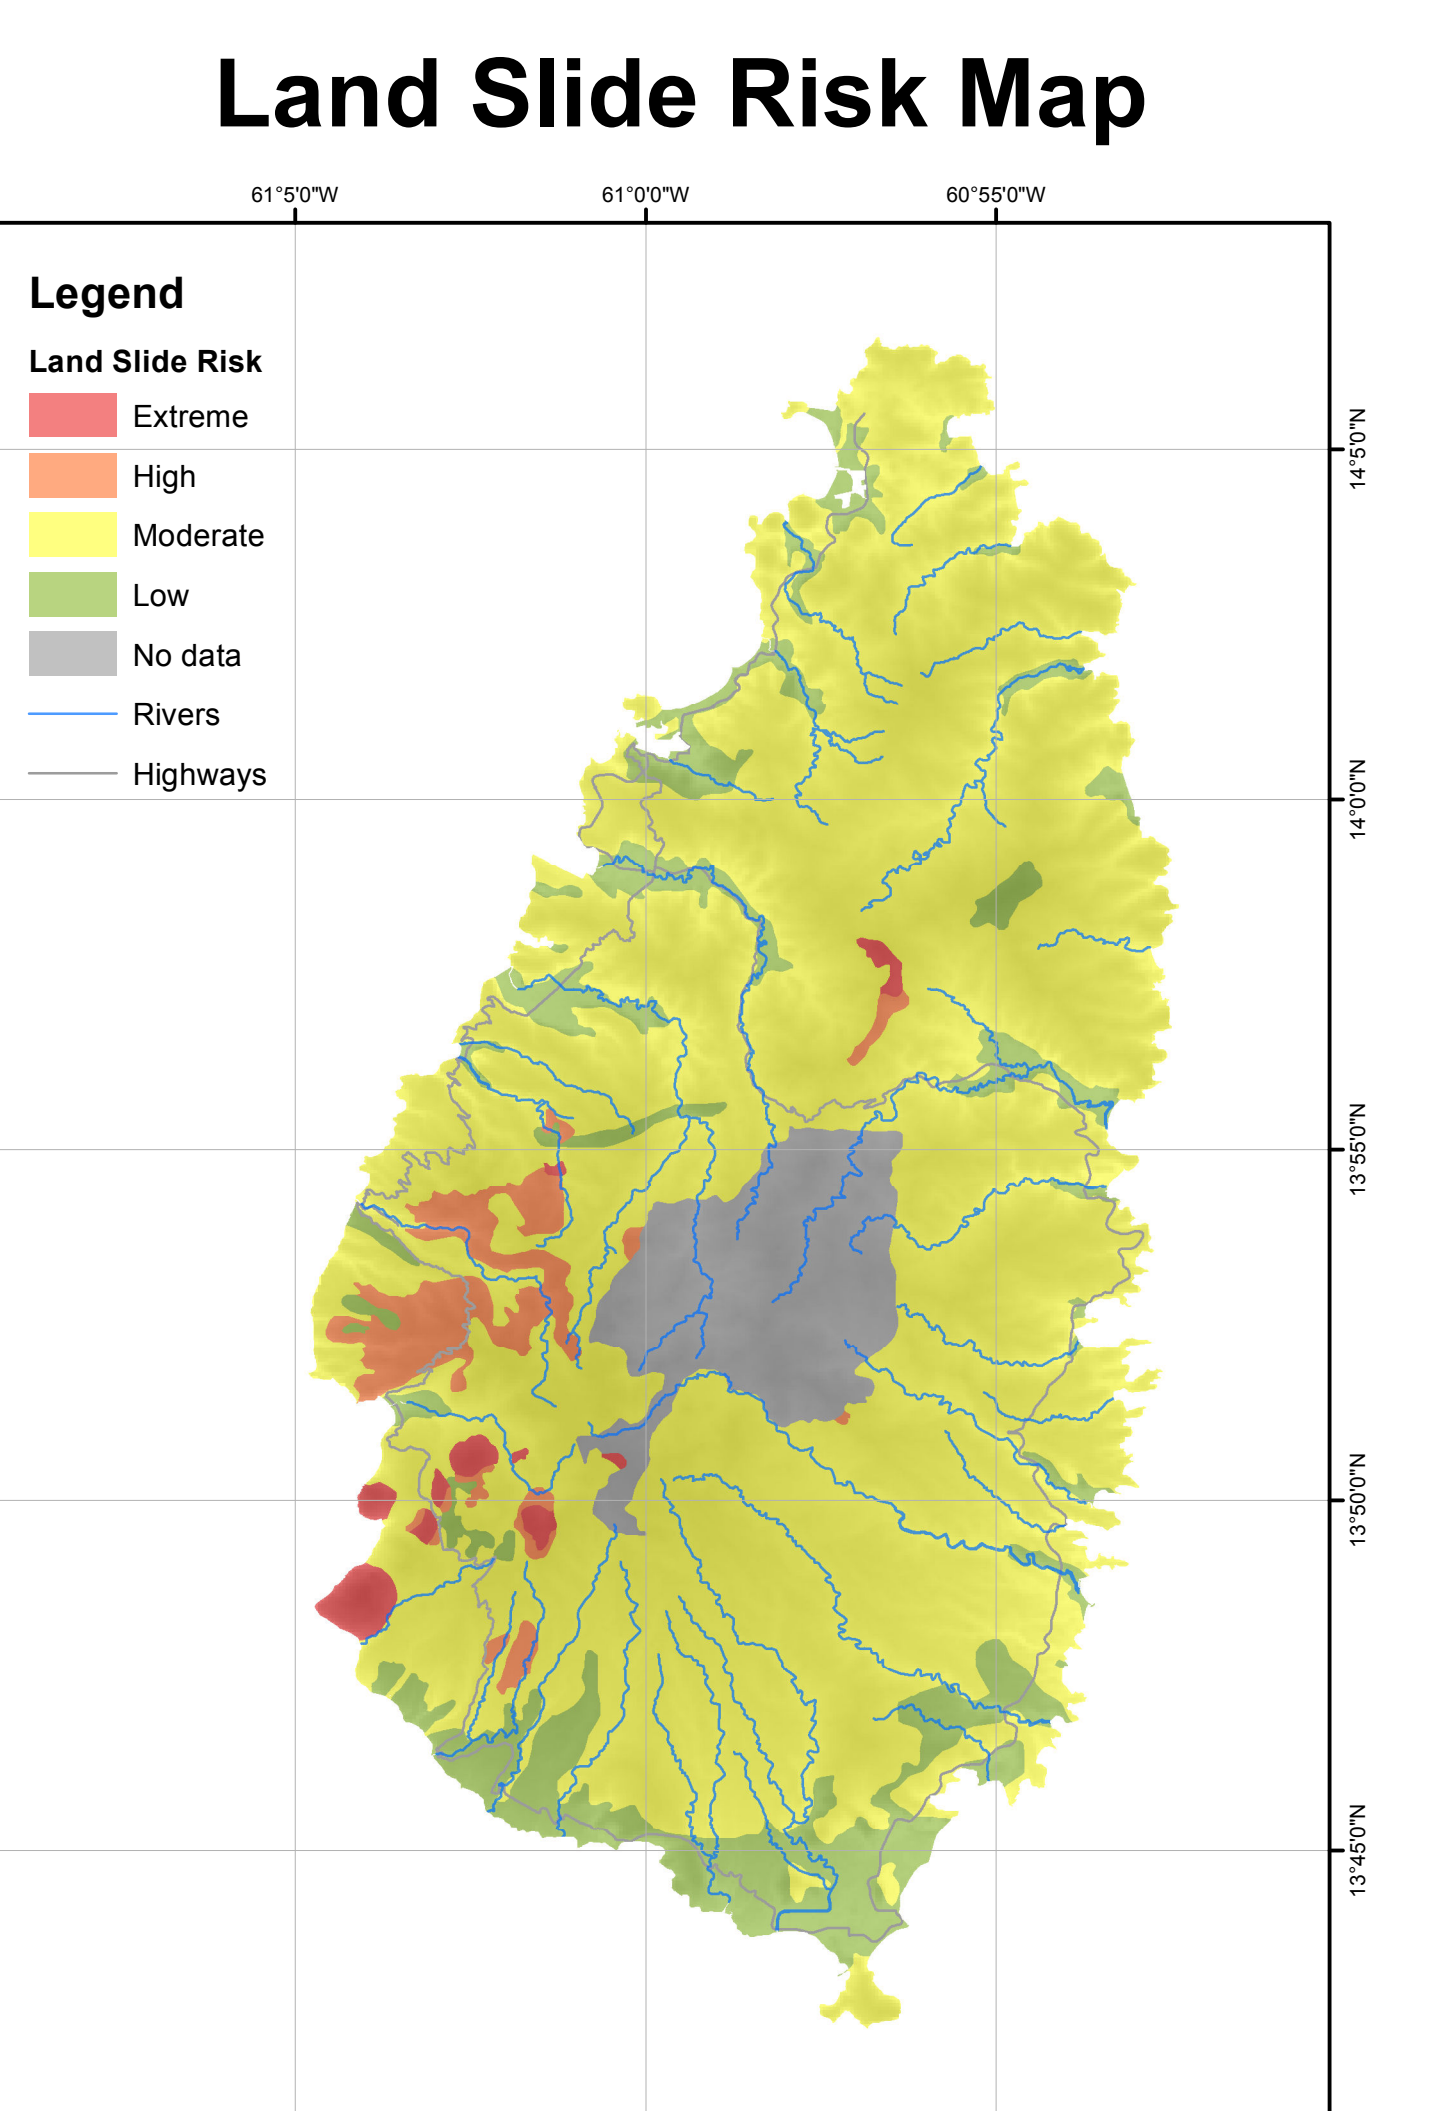 Land Slide Risk Map
61°5'0"W
61°0'0"W
60°55'0"W
Legend
Land Slide Risk
Extreme
High
Moderate
Low
No data
Rivers
Highways
14°5'0"N
14°0'0"N
13°55'0"N
13°50'0"N
13°45'0"N